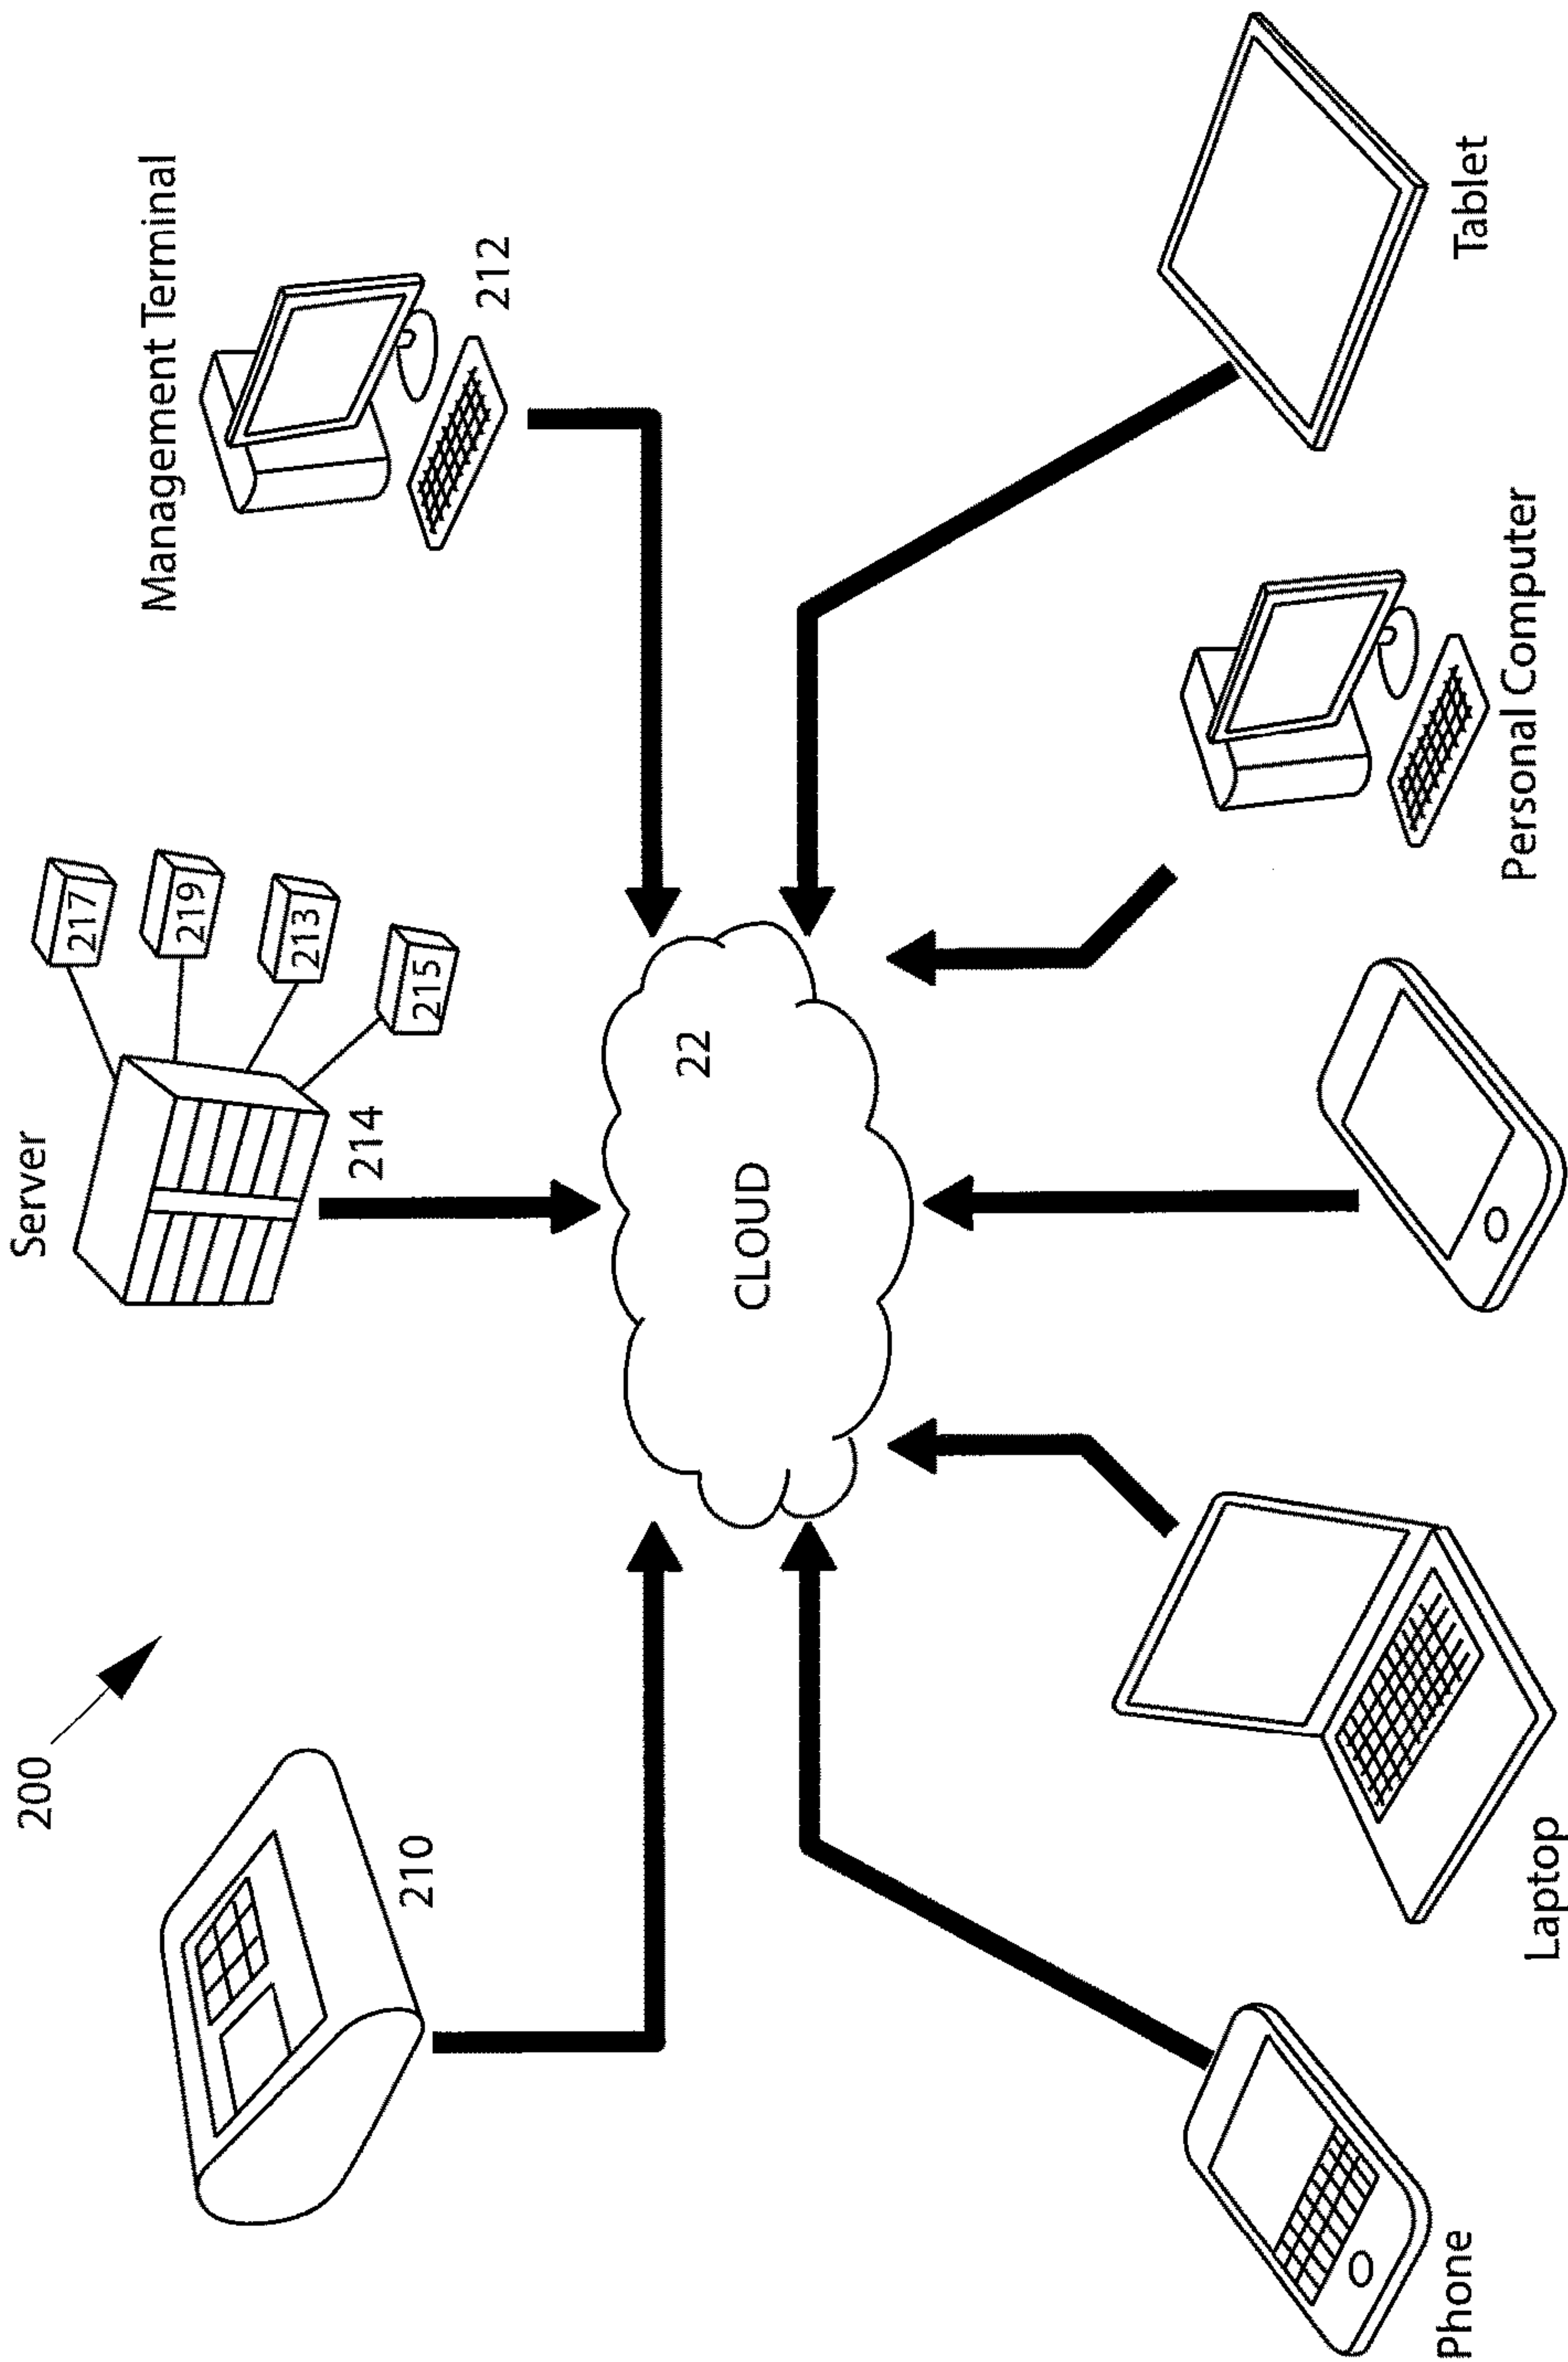 200
Server
Management Terminal
217
219
213
215
214
212
210
22
CLOUD
Phone
Laptop
Personal Computer
Tablet